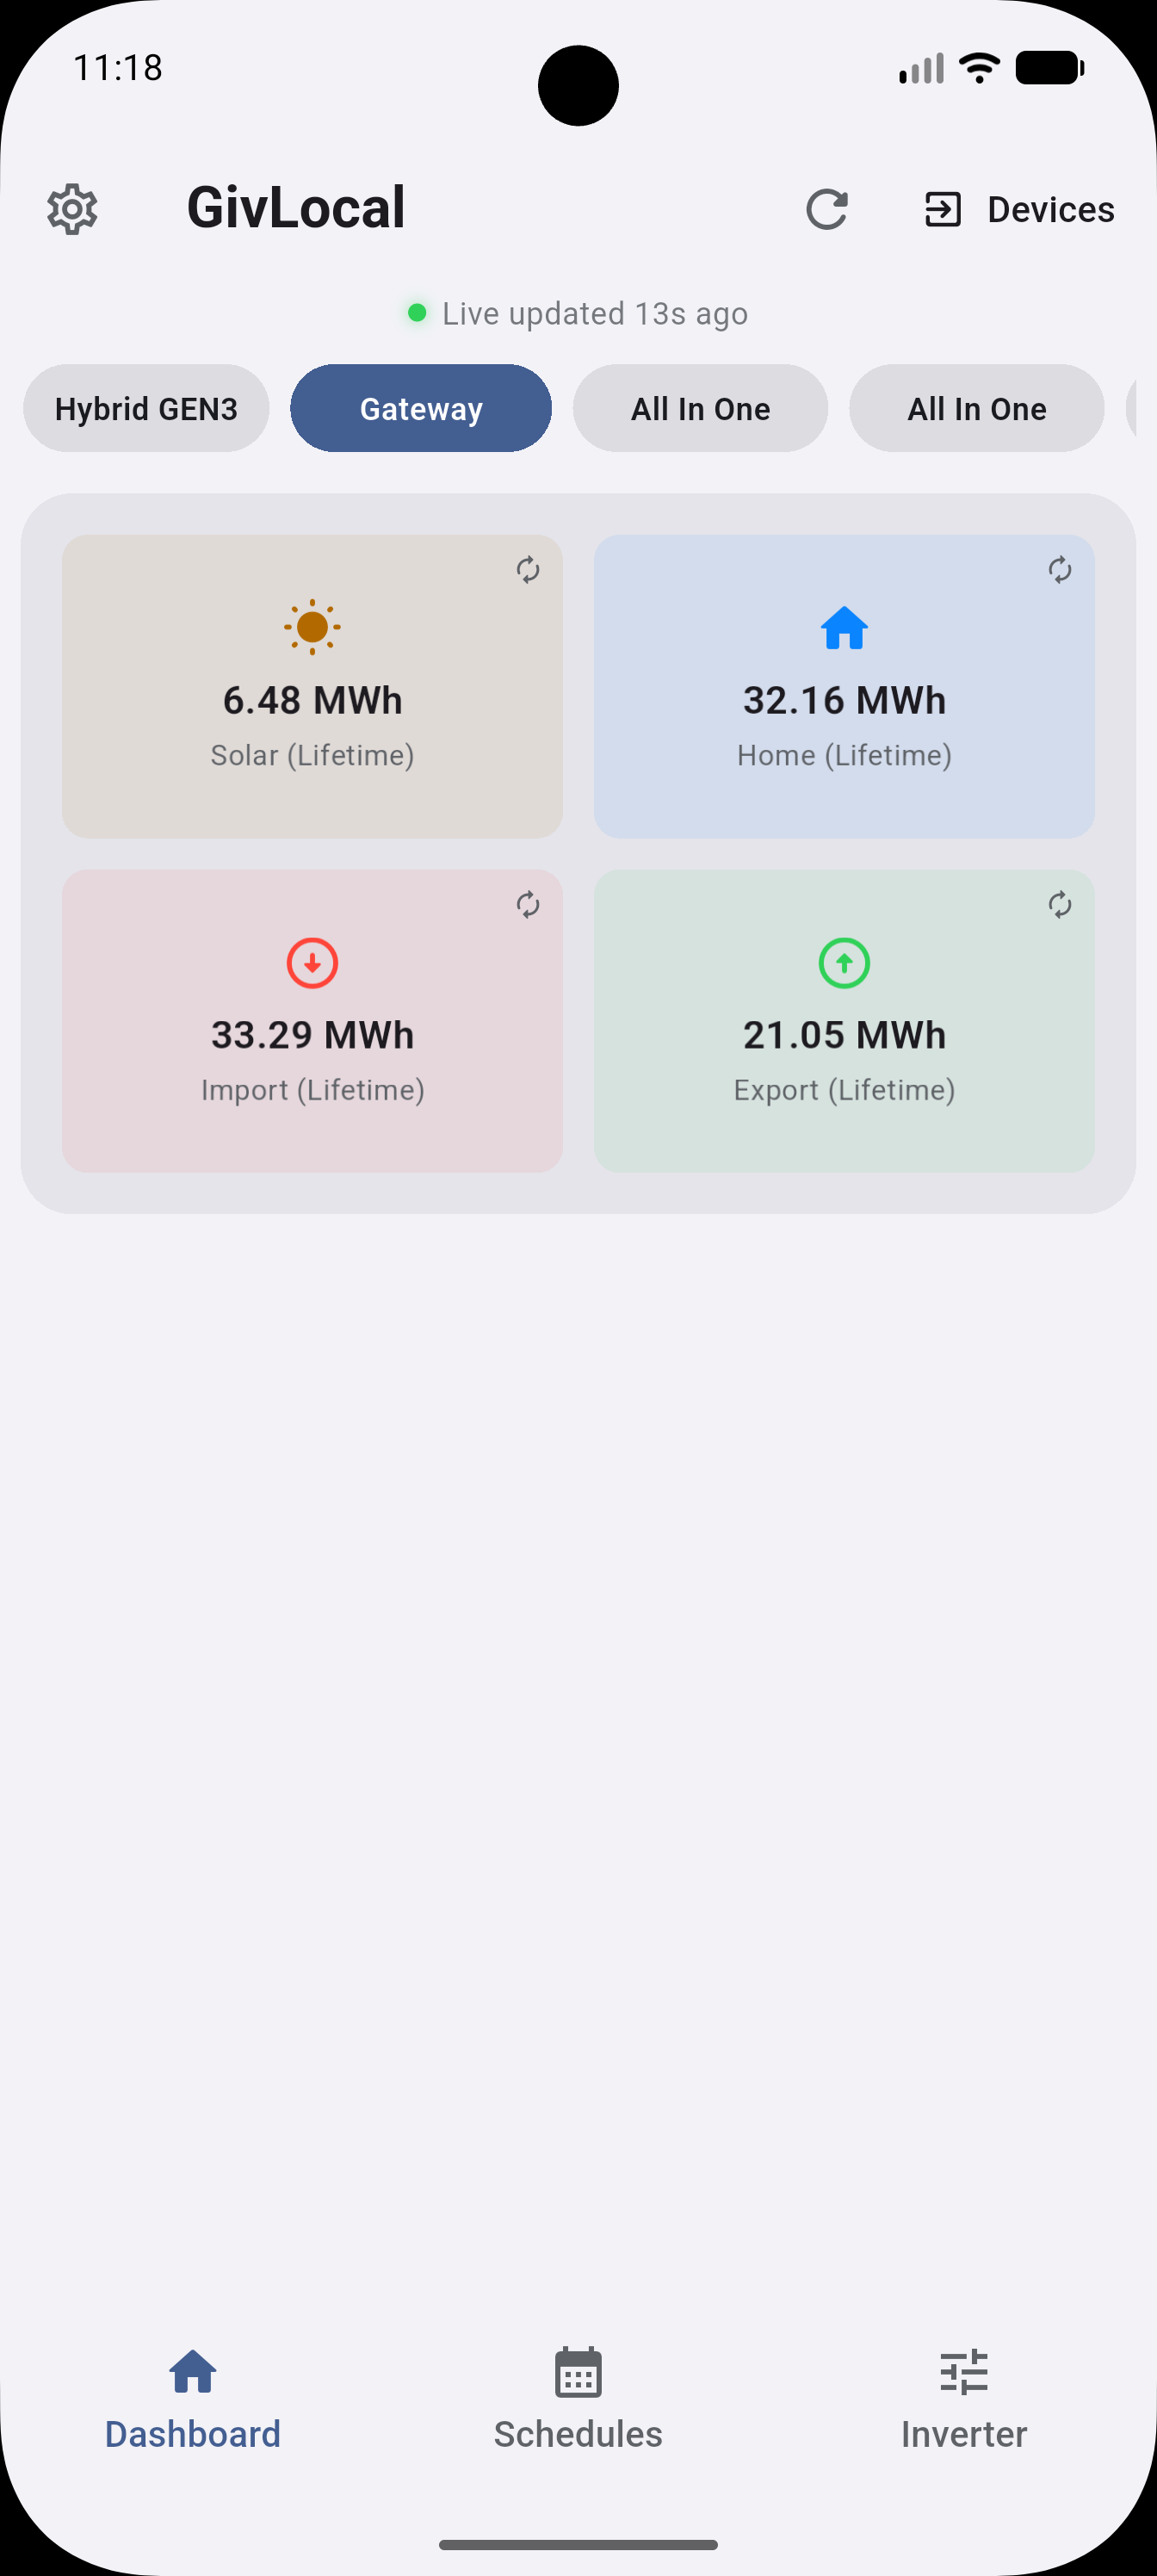 11:18
GivLocal
Devices
Live updated 13s ago
Hybrid GEN3
Gateway
All In One
All In One
6.48 MWh
Solar (Lifetime)
32.16 MWh
Home (Lifetime)
33.29 MWh
Import (Lifetime)
21.05 MWh
Export (Lifetime)
Dashboard
Schedules
Inverter